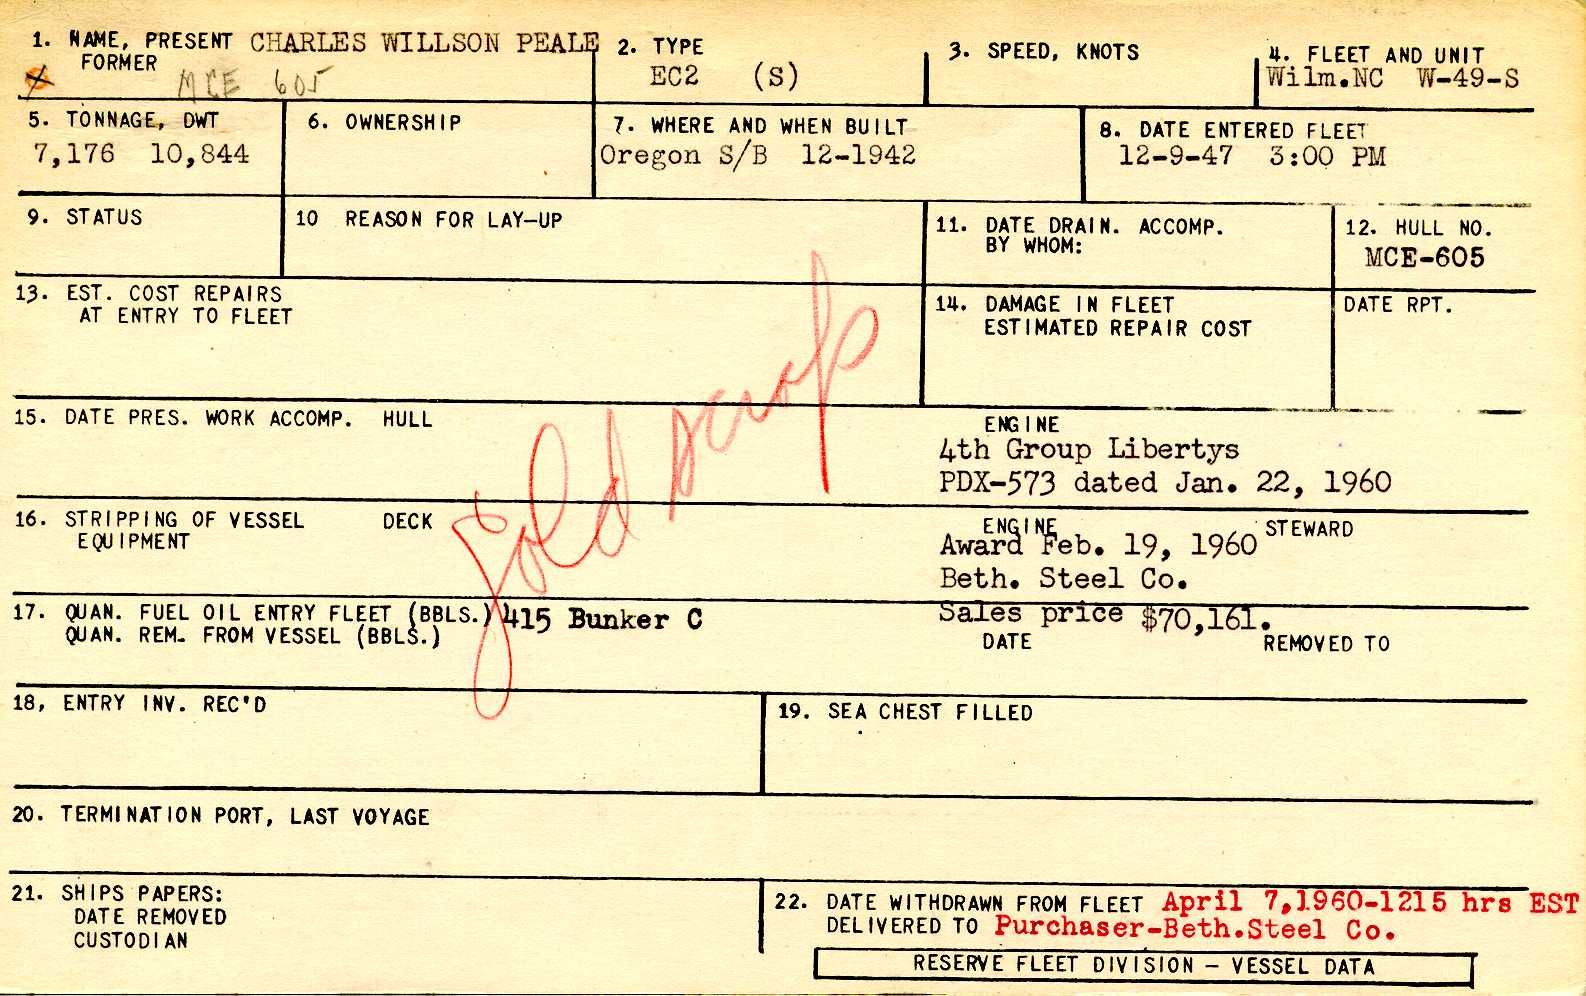 1. NAME, PRESENT CHARLES WILLSON PEALE
FORMER
MCE 605
2. TYPE
EC2 (S)
3. SPEED, KNOTS
4. FLEET AND UNIT
Wilm.NC W-49-S
5. TONNAGE, DWT
7,176 10,844
6. OWNERSHIP
7. WHERE AND WHEN BUILT
Oregon S/B 12-1942
8. DATE ENTERED FLEET
12-9-47 3:00 PM
9. STATUS
10 REASON FOR LAY-UP
11. DATE DRAIN. ACCOMP.
BY WHOM:
12. HULL NO.
MCE-605
13. EST. COST REPAIRS
AT ENTRY TO FLEET
14. DAMAGE IN FLEET
ESTIMATED REPAIR COST
DATE RPT.
Sold scrap
15. DATE PRES. WORK ACCOMP. HULL
ENGINE
4th Group Libertys
PDX-573 dated Jan. 22, 1960
16. STRIPPING OF VESSEL DECK
EQUIPMENT
ENGINE STEWARD
Award Feb. 19, 1960
Beth. Steel Co.
Sales price $70,161.
17. QUAN. FUEL OIL ENTRY FLEET (BBLS.) 415 Bunker C
QUAN. REM. FROM VESSEL (BBLS.)
DATE REMOVED TO
18, ENTRY INV. REC'D
19. SEA CHEST FILLED
20. TERMINATION PORT, LAST VOYAGE
21. SHIPS PAPERS:
DATE REMOVED
CUSTODIAN
22. DATE WITHDRAWN FROM FLEET April 7,1960-1215 hrs EST
DELIVERED TO Purchaser-Beth.Steel Co.
RESERVE FLEET DIVISION – VESSEL DATA